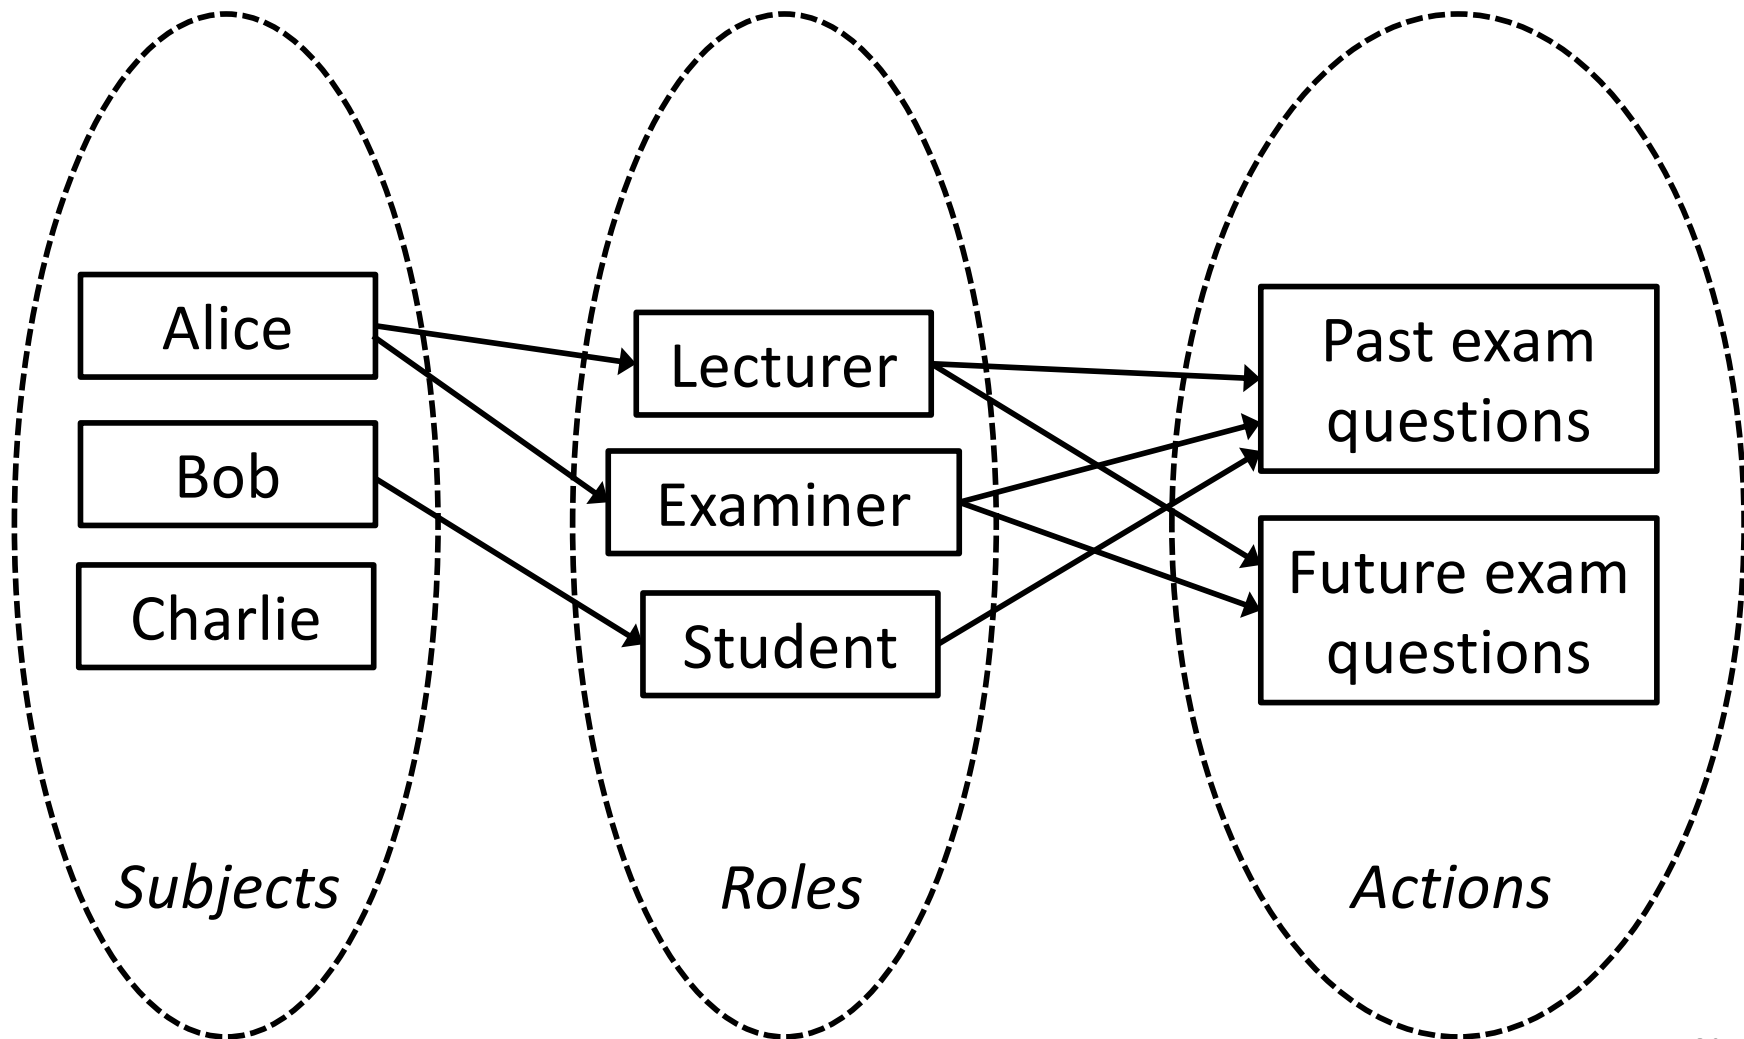 Alice
Bob
Charlie
Subjects
Lecturer
Examiner
Student
Roles
Past exam
questions
Future exam
questions
Actions